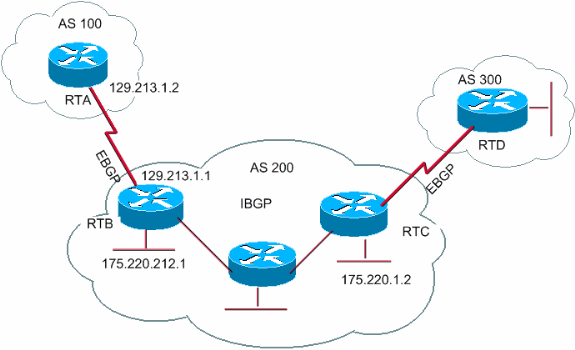 AS 100
129.213.1.2
RTA
AS 300
RTD
EBGP
EBGP
AS 200
129.213.1.1
IBGP
RTB
RTC
175.220.212.1
175.220.1.2